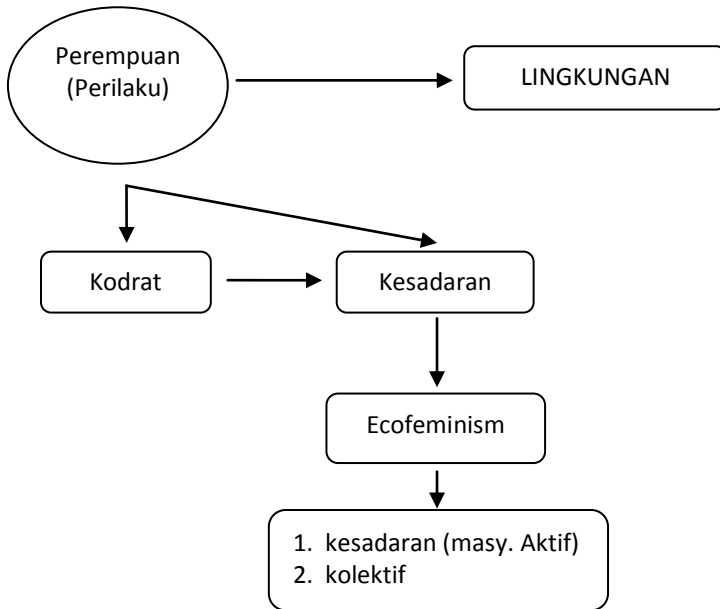 Perempuan
(Perilaku)
LINGKUNGAN
Kodrat
Kesadaran
Ecofeminism
1. kesadaran (masy. Aktif)
2. kolektif